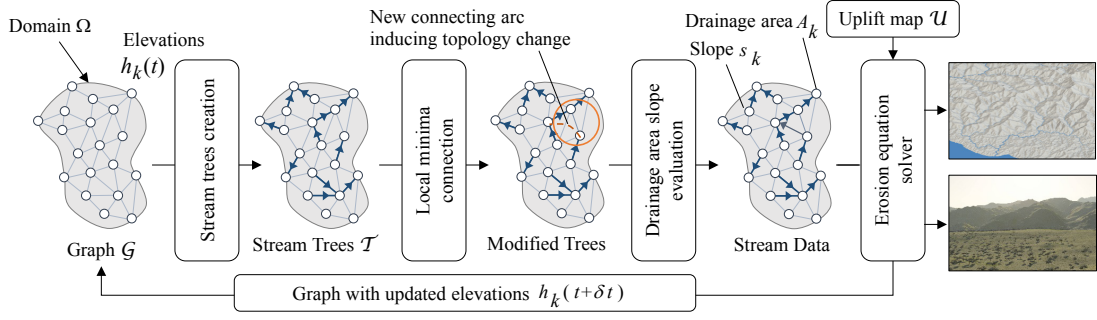 Domain Ω
Elevations
h_k(t)
Graph 𝒢
Stream trees creation
Stream Trees 𝒯
Local minima
connection
New connecting arc
inducing topology change
Modified Trees
Drainage area slope
evaluation
Drainage area A_k
Slope s_k
Stream Data
Uplift map 𝒰
Erosion equation
solver
Graph with updated elevations h_k(t+δt)